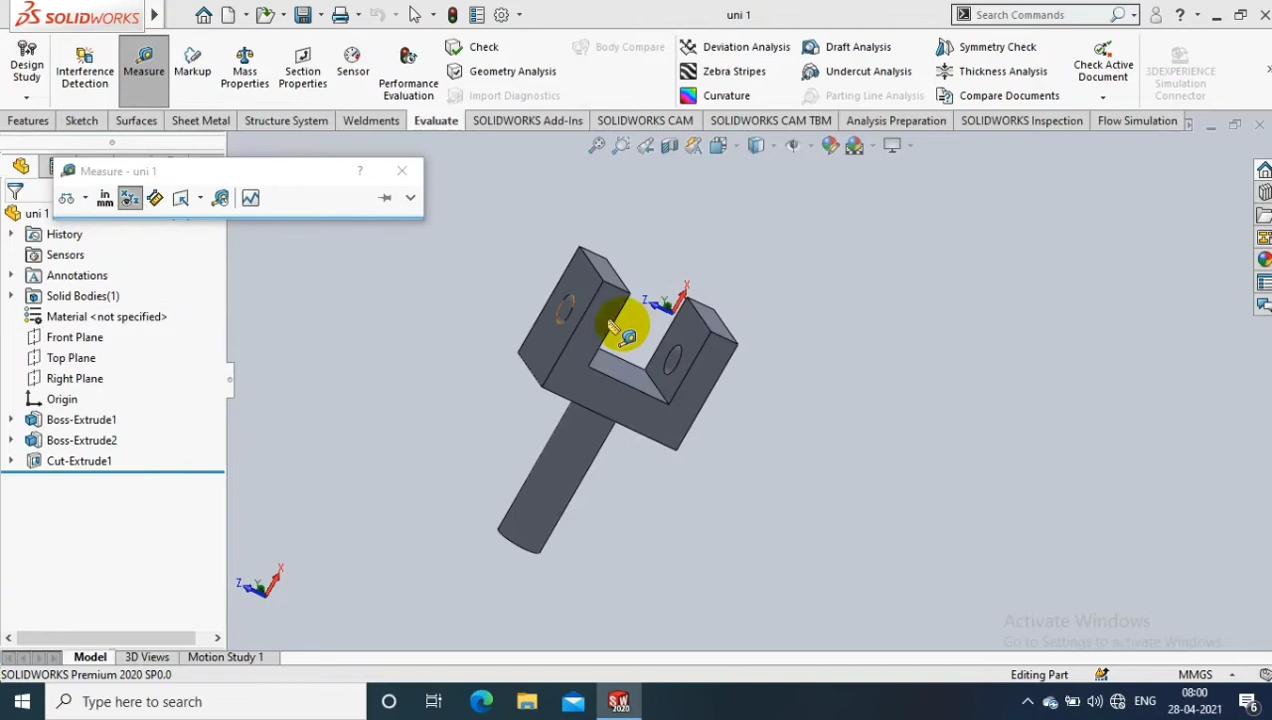 SOLIDWORKS
uni 1
Search Commands
?
Design
Study
Interference
Detection
Measure
Markup
Mass
Properties
Section
Properties
Sensor
Performance
Evaluation
Check
Geometry Analysis
Import Diagnostics
Body Compare
Deviation Analysis
Zebra Stripes
Curvature
Draft Analysis
Undercut Analysis
Parting Line Analysis
Symmetry Check
Thickness Analysis
Compare Documents
Check Active
Document
3DEXPERIENCE
Simulation
Connector
Features
Sketch
Surfaces
Sheet Metal
Structure System
Weldments
Evaluate
SOLIDWORKS Add-Ins
SOLIDWORKS CAM
SOLIDWORKS CAM TBM
Analysis Preparation
SOLIDWORKS Inspection
Flow Simulation
Measure - uni 1
?
in
mm
uni 1
History
Sensors
Annotations
Solid Bodies(1)
Material <not specified>
Front Plane
Top Plane
Right Plane
Origin
Boss-Extrude1
Boss-Extrude2
Cut-Extrude1
X
Z
Y
X
Z
Y
Activate Windows
Go to Settings to activate Windows.
Model
3D Views
Motion Study 1
SOLIDWORKS Premium 2020 SP0.0
Editing Part
MMGS
Type here to search
SW
2020
ENG
08:00
28-04-2021
6